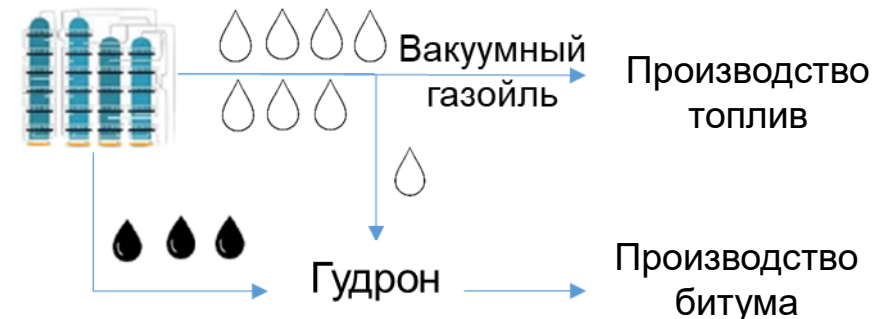 Вакуумный
газойль
Производство
топлив
Гудрон
Производство
битума